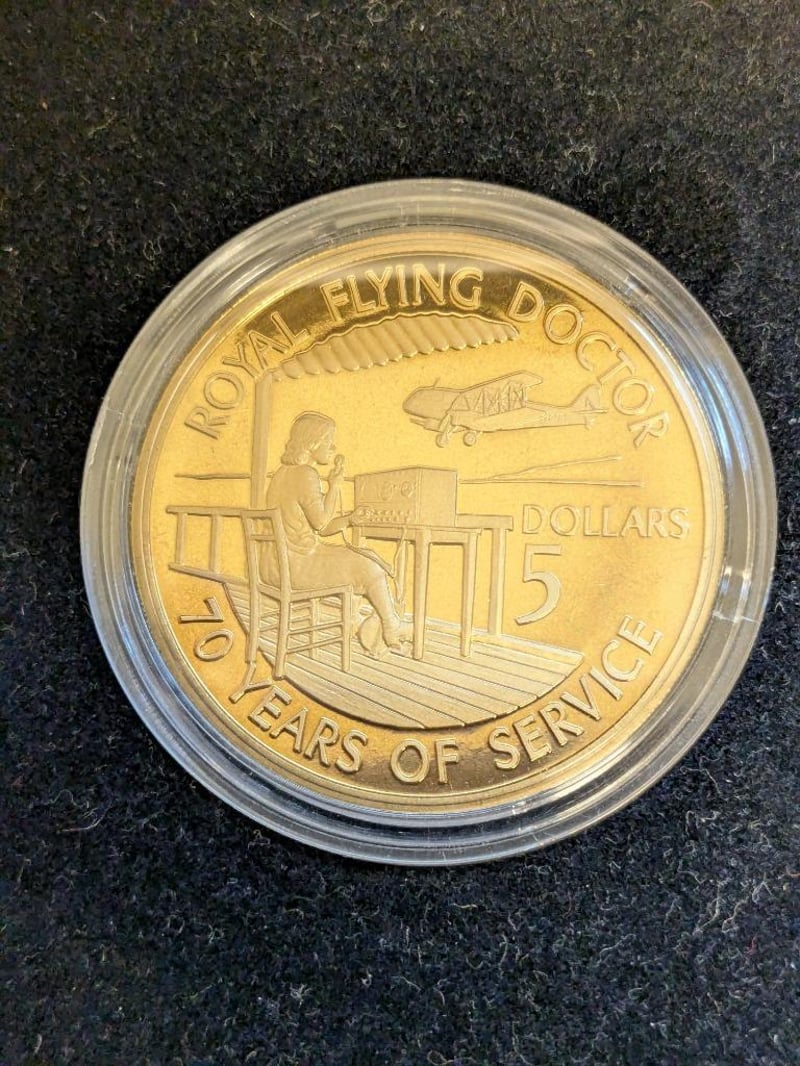 ROYAL FLYING DOCTOR
DOLLARS
5
70 YEARS OF SERVICE